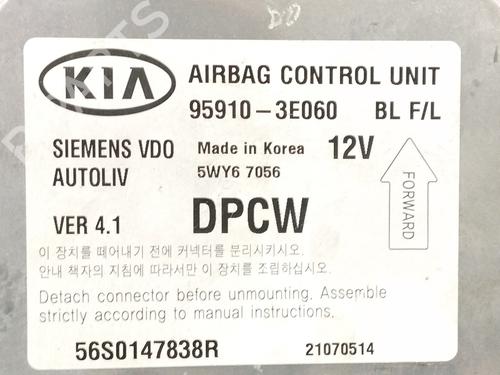 KIA
AIRBAG CONTROL UNIT
95910-3E060 BL F/L
SIEMENS VDO Made in Korea 12V
AUTOLIV 5WY6 7056
FORWARD
VER 4.1 DPCW
이 장치를 떼어내기 전에 커넥터를 분리시키시오.
안내 책자의 지침에 따라서만 이 장치를 조립하십시오.
Detach connector before unmounting. Assemble
strictly according to manual instructions.
56S0147838R 21070514